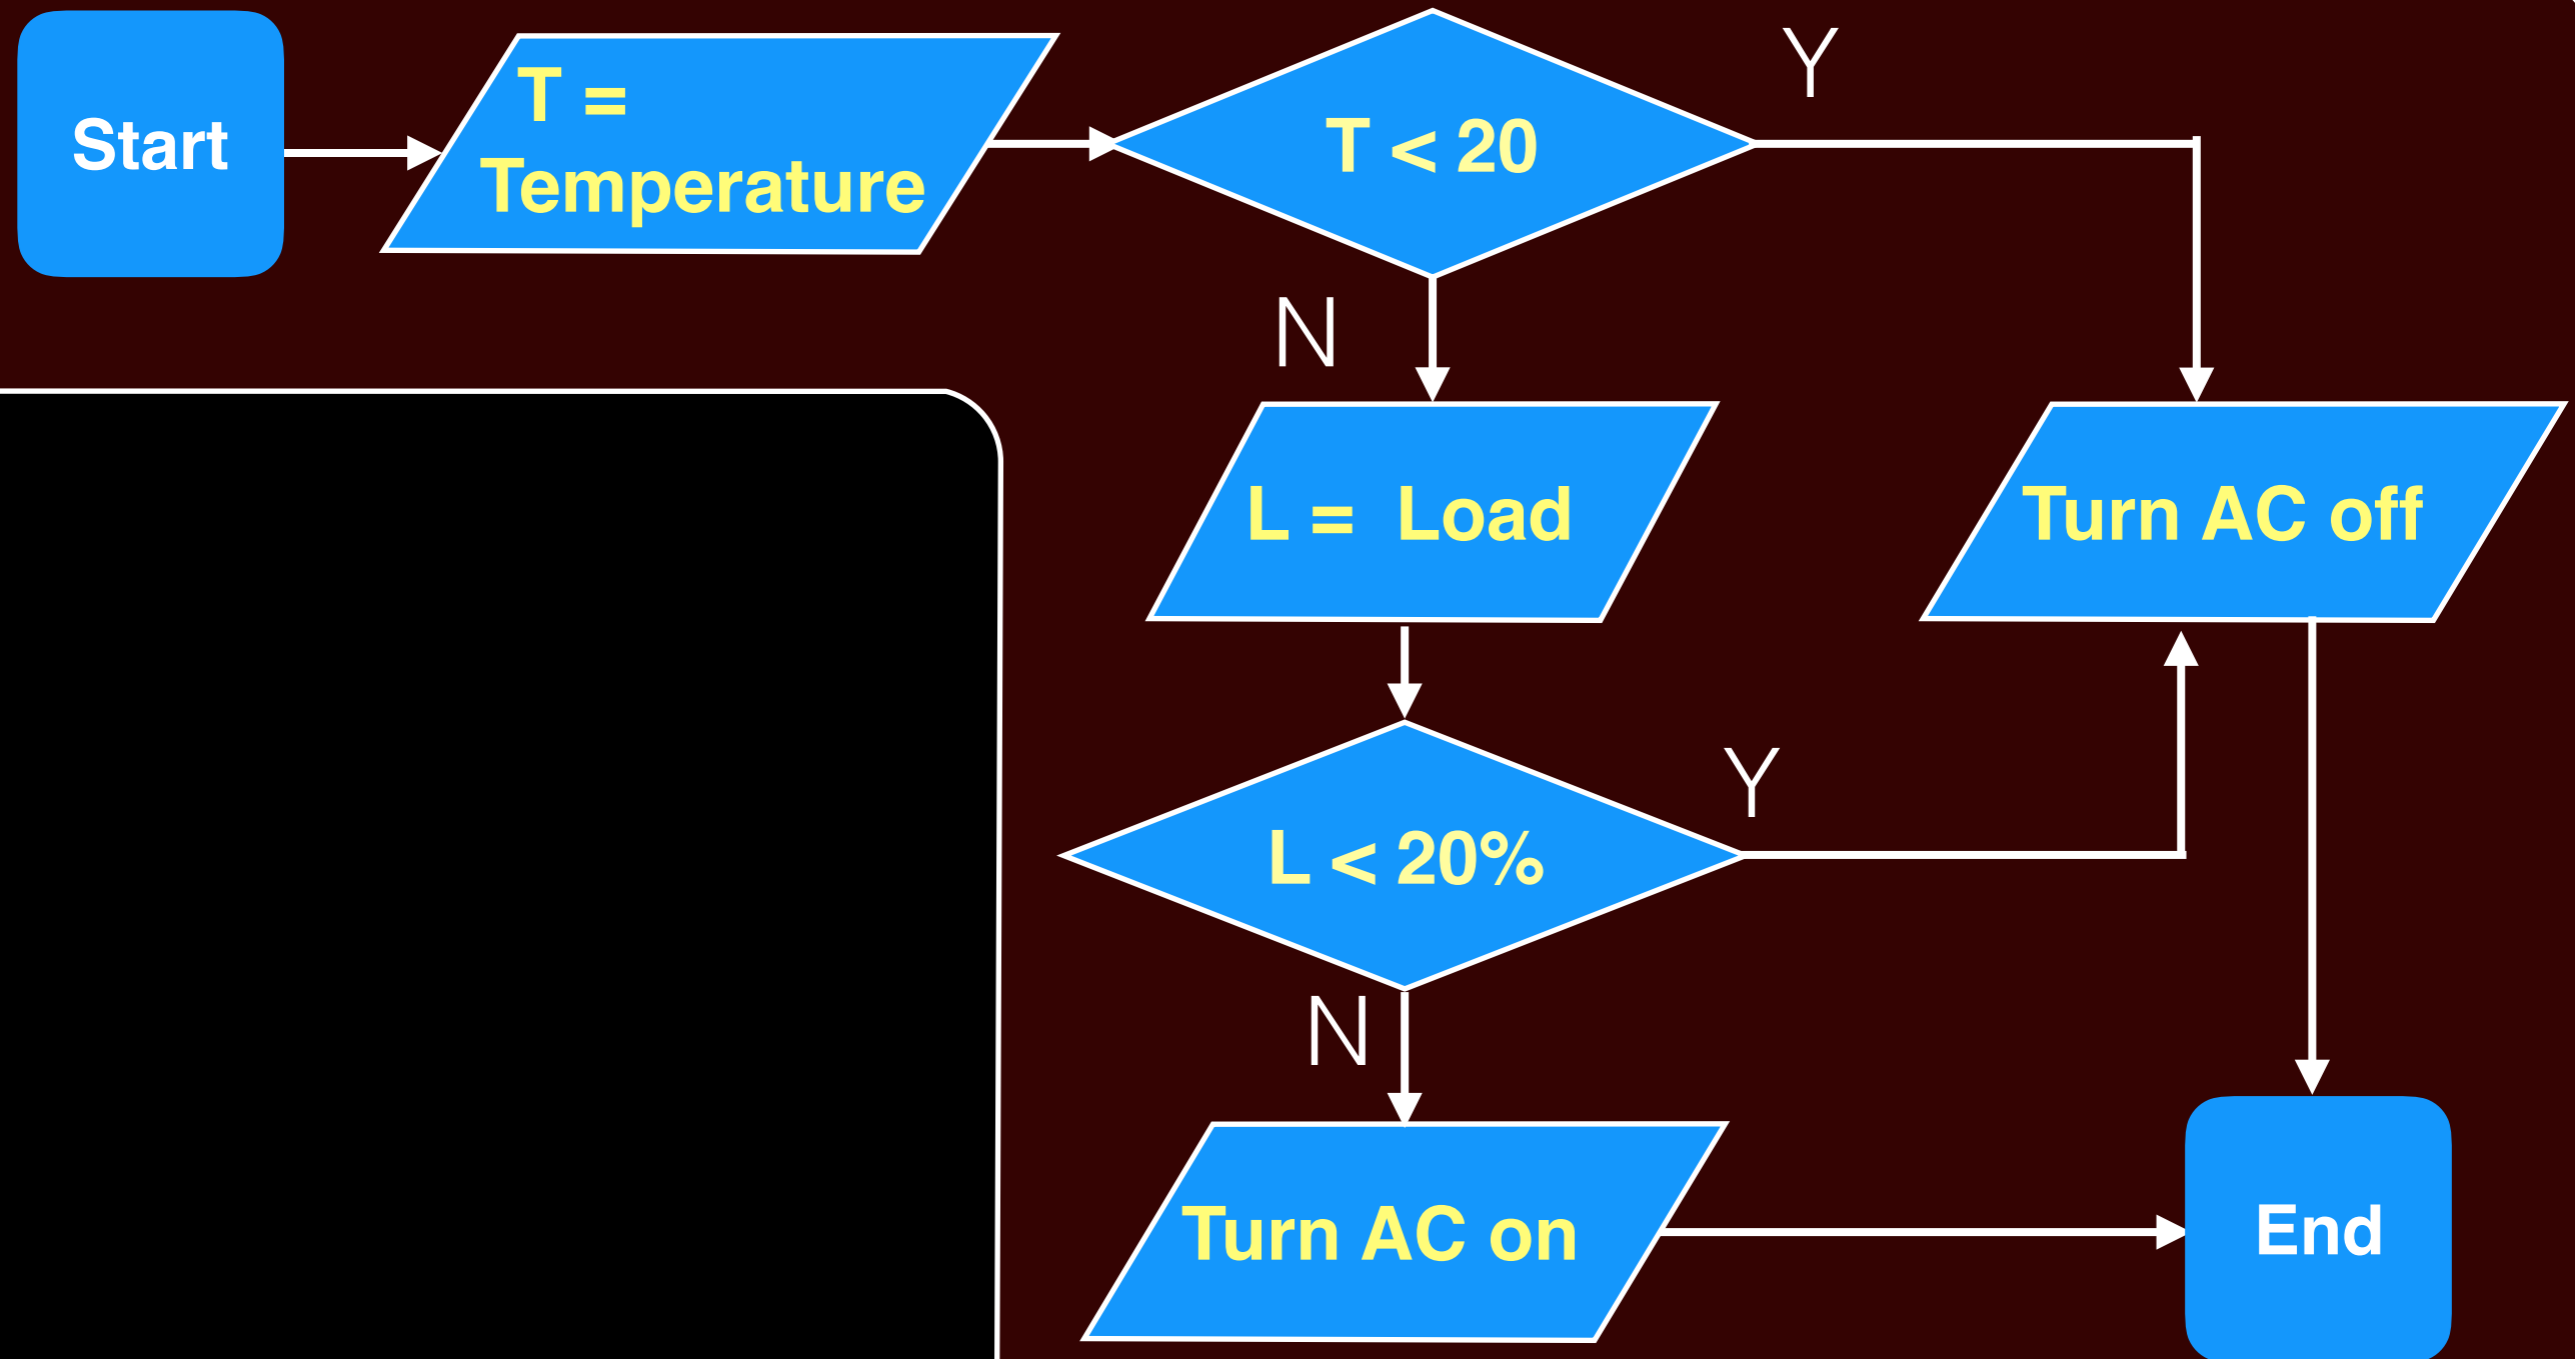 Start
T =
Temperature
T < 20
Y
N
L = Load
Turn AC off
L < 20%
Y
N
Turn AC on
End